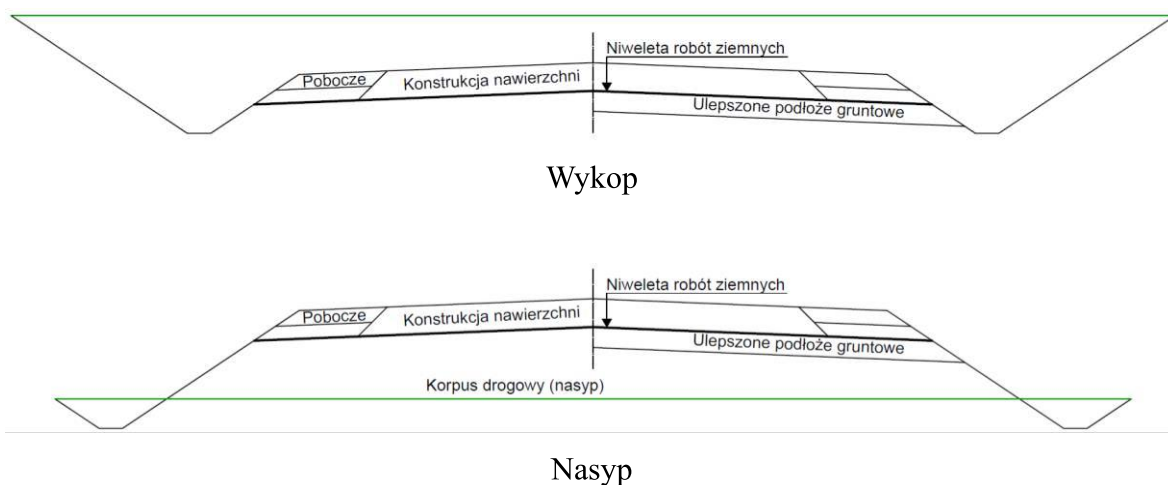 Niweleta robót ziemnych
Pobocze
Konstrukcja nawierzchni
Ulepszone podłoże gruntowe
Wykop
Niweleta robót ziemnych
Pobocze
Konstrukcja nawierzchni
Ulepszone podłoże gruntowe
Korpus drogowy (nasyp)
Nasyp